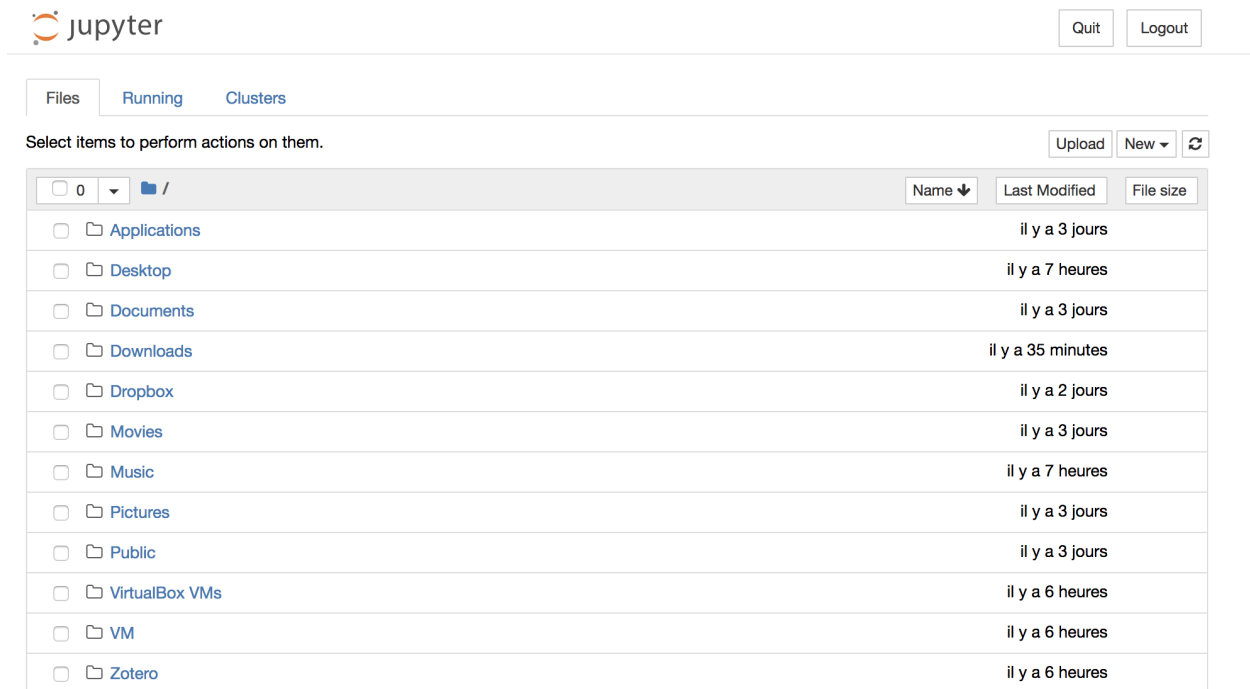 jupyter Quit Logout
Files Running Clusters
Select items to perform actions on them. Upload New
0 / Name Last Modified File size
Applications il y a 3 jours
Desktop il y a 7 heures
Documents il y a 3 jours
Downloads il y a 35 minutes
Dropbox il y a 2 jours
Movies il y a 3 jours
Music il y a 7 heures
Pictures il y a 3 jours
Public il y a 3 jours
VirtualBox VMs il y a 6 heures
VM il y a 6 heures
Zotero il y a 6 heures